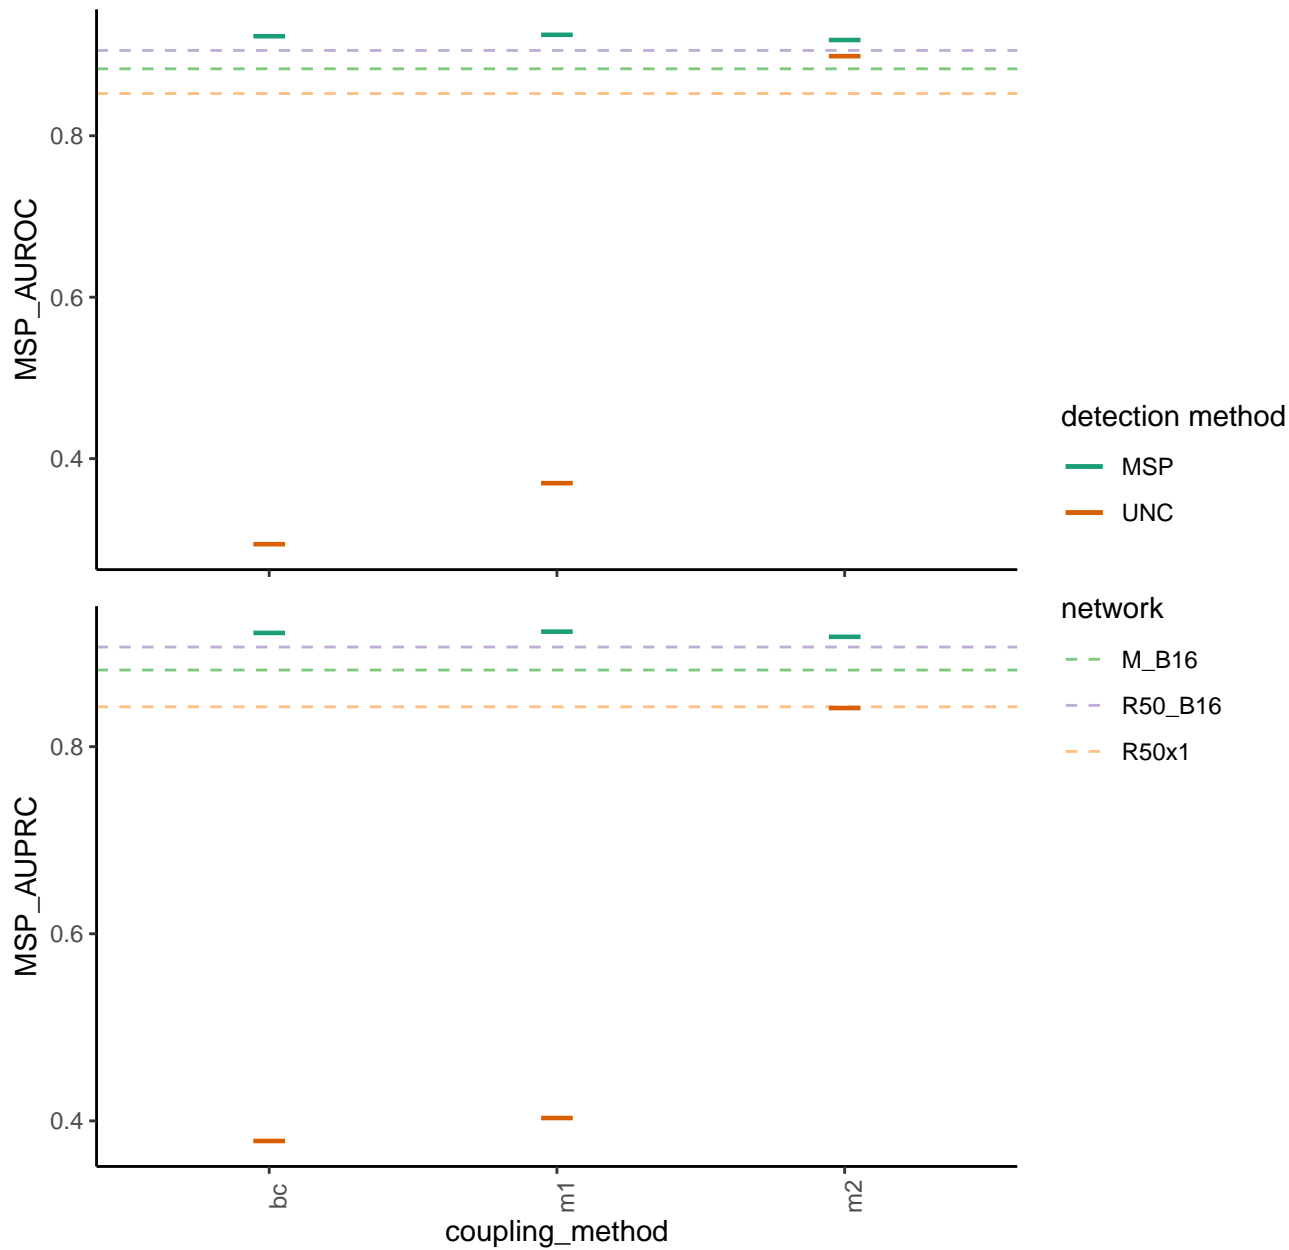 MSP_AUROC
0.8
0.6
0.4
MSP_AUPRC
0.8
0.6
0.4
bc
m1
m2
coupling_method
detection method
MSP
UNC
network
M_B16
R50_B16
R50x1